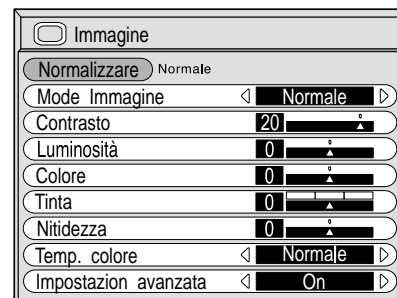 Immagine
Normalizzare Normale
Mode Immagine Normale
Contrasto 20
Luminosità 0
Colore 0
Tinta 0
Nitidezza 0
Temp. colore Normale
Impostazion avanzata On